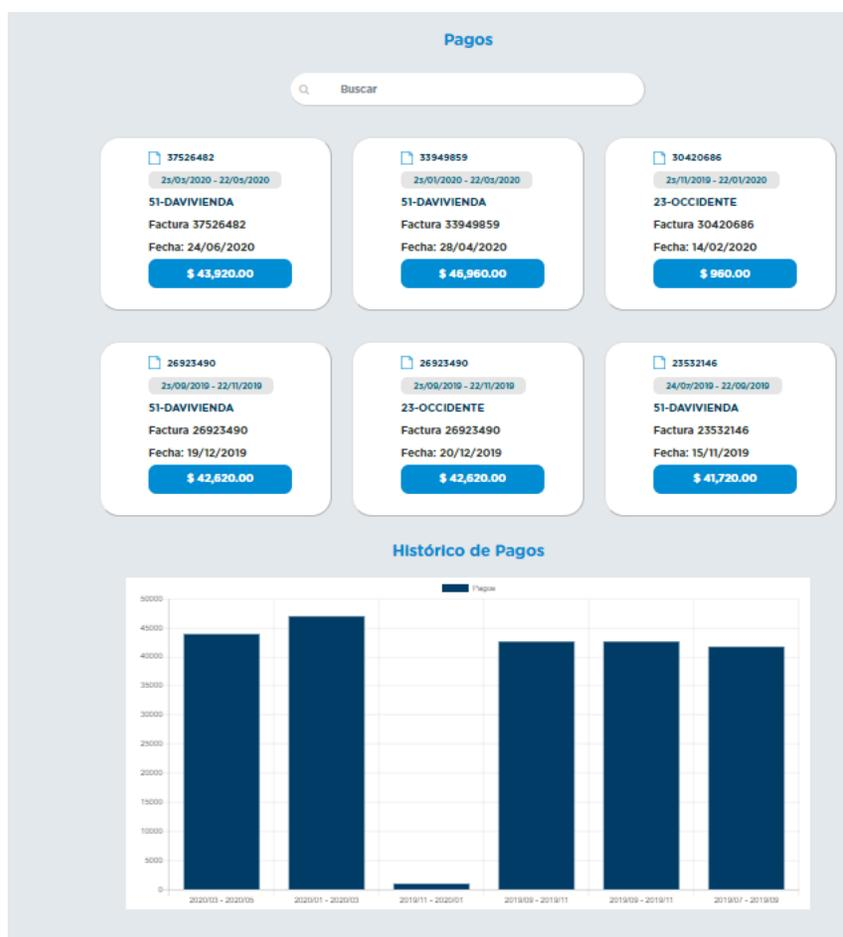 Pagos
Buscar
37526482
23/03/2020 - 22/05/2020
51-DAVIVIENDA
Factura 37526482
Fecha: 24/06/2020
$ 43,920.00
33949859
23/01/2020 - 22/03/2020
51-DAVIVIENDA
Factura 33949859
Fecha: 28/04/2020
$ 46,960.00
30420686
23/11/2019 - 22/01/2020
23-OCCIDENTE
Factura 30420686
Fecha: 14/02/2020
$ 960.00
26923490
23/09/2019 - 22/11/2019
51-DAVIVIENDA
Factura 26923490
Fecha: 19/12/2019
$ 42,620.00
26923490
23/09/2019 - 22/11/2019
23-OCCIDENTE
Factura 26923490
Fecha: 20/12/2019
$ 42,620.00
23532146
24/07/2019 - 22/09/2019
51-DAVIVIENDA
Factura 23532146
Fecha: 15/11/2019
$ 41,720.00
Histórico de Pagos
Pagos
50000
45000
40000
35000
30000
25000
20000
15000
10000
5000
0
2020/03 - 2020/05
2020/01 - 2020/03
2019/11 - 2020/01
2019/09 - 2019/11
2019/09 - 2019/11
2019/07 - 2019/09